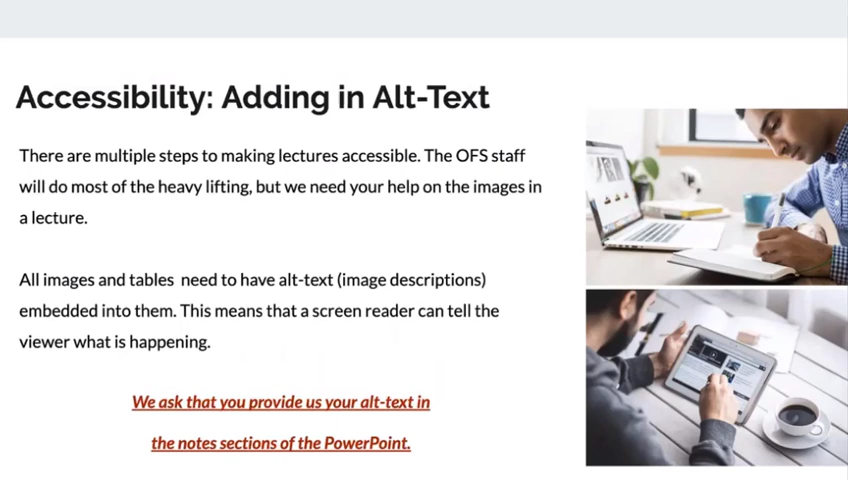 Accessibility: Adding in Alt-Text
There are multiple steps to making lectures accessible. The OFS staff
will do most of the heavy lifting, but we need your help on the images in
a lecture.
All images and tables need to have alt-text (image descriptions)
embedded into them. This means that a screen reader can tell the
viewer what is happening.
We ask that you provide us your alt-text in
the notes sections of the PowerPoint.